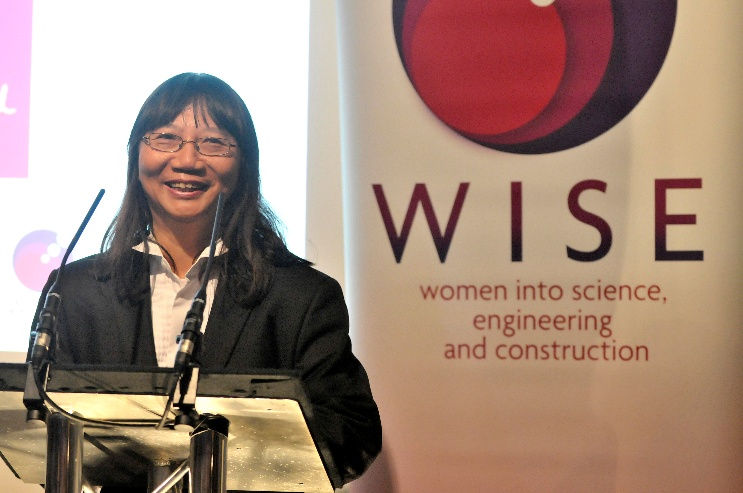 WISE
women into science,
engineering
and construction